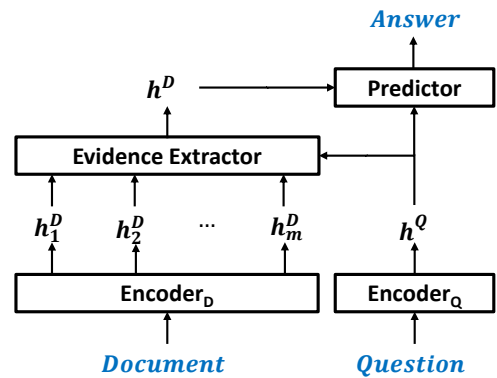 Answer
h^D
Predictor
Evidence Extractor
h_1^D h_2^D ... h_m^D h^Q
Encoder_D Encoder_Q
Document Question